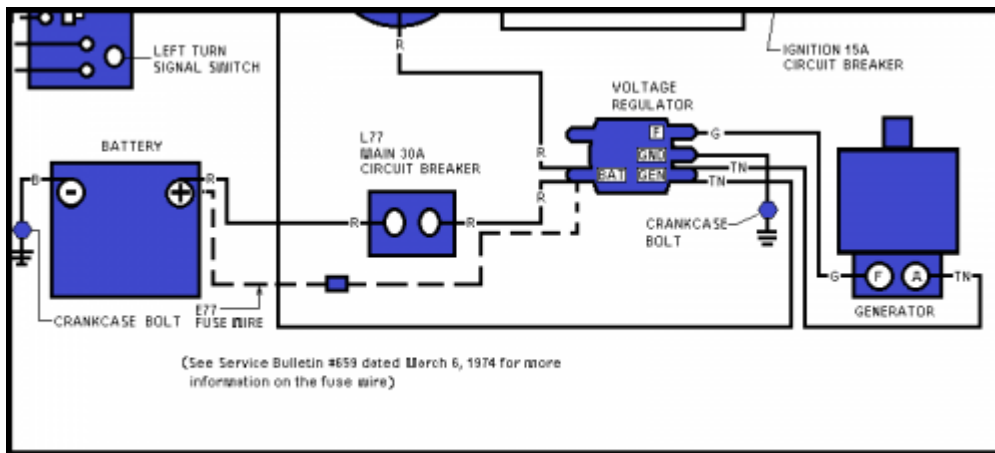 LEFT TURN
SIGNAL SWITCH
R
IGNITION 15A
CIRCUIT BREAKER
VOLTAGE
REGULATOR
BATTERY
L77
MAIN 30A
CIRCUIT BREAKER
F
G
GND
R
TN
BAT
GEN
TN
B
-
+
R
R
R
R
CRANKCASE
BOLT
G
F
A
TN
GENERATOR
E77
FUSE WIRE
CRANKCASE BOLT
(See Service Bulletin #659 dated March 6, 1974 for more
information on the fuse wire)